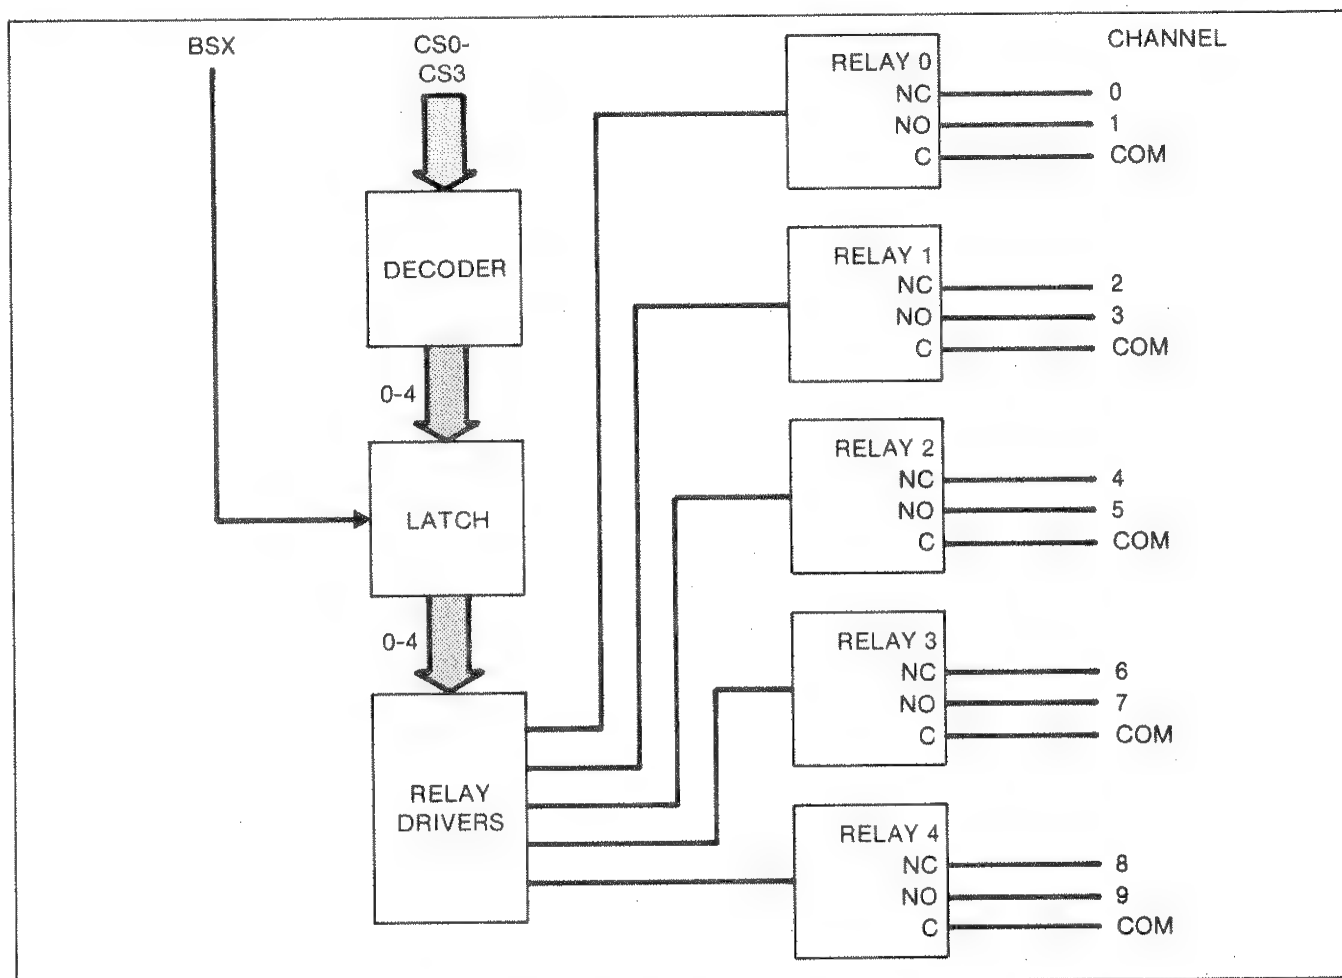 BSX
CS0-
CS3
DECODER
0-4
LATCH
0-4
RELAY
DRIVERS
CHANNEL
RELAY 0
NC 0
NO 1
C COM
RELAY 1
NC 2
NO 3
C COM
RELAY 2
NC 4
NO 5
C COM
RELAY 3
NC 6
NO 7
C COM
RELAY 4
NC 8
NO 9
C COM